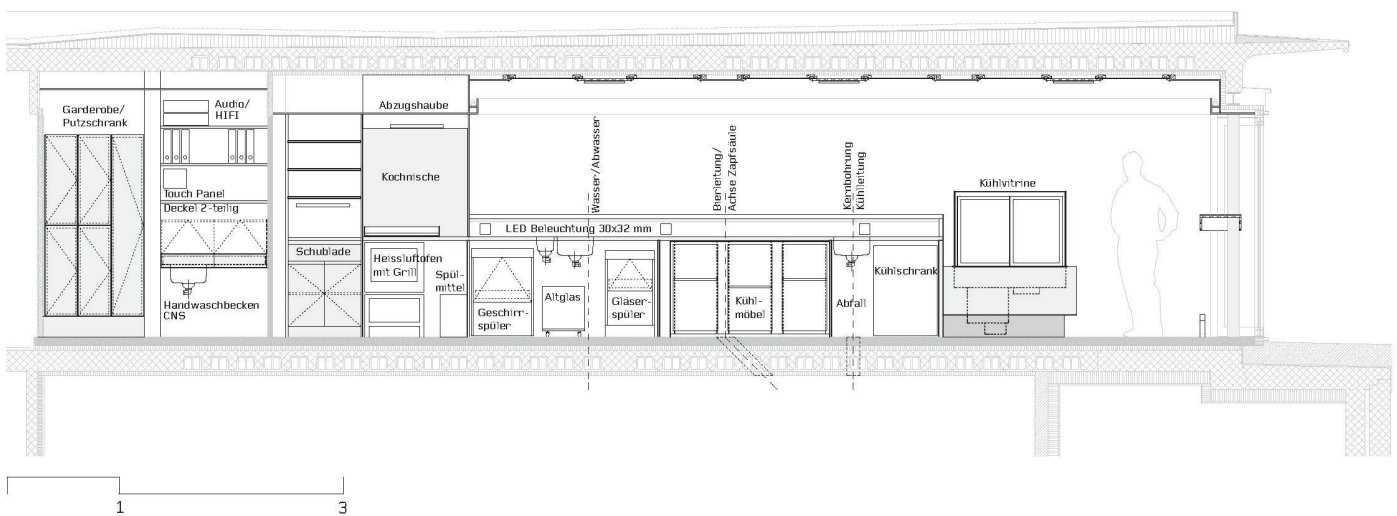 Garderobe/
Putzschrank
Audio/
HIFI
Touch Panel
Deckel 2-teilig
Handwaschbecken
CNS
Abzugshaube
Kochnische
Schublade
Heissluftofen
mit Grill
Spül-
mittel
LED Beleuchtung 30x32 mm
Geschirr-
spüler
Altglas
Gläser-
spüler
Wasser/Abwasser
Bierleitung/
Achse Zapfsäule
Kühl-
möbel
Kernbohrung
Kühlleitung
Abfall
Kühlschrank
Kühlvitrine
1
3